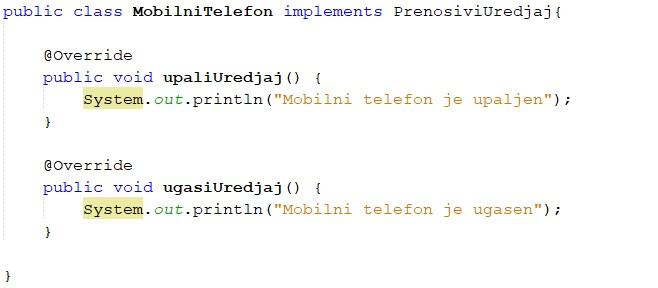 public class MobilniTelefon implements PrenosiviUredjaj{
@Override
public void upaliUredjaj() {
System.out.println("Mobilni telefon je upaljen");
}
@Override
public void ugasiUredjaj() {
System.out.println("Mobilni telefon je ugasen");
}
}